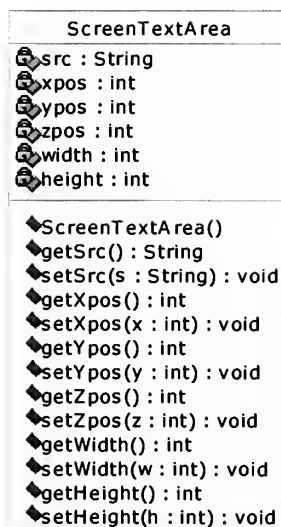 ScreenTextArea
src : String
xpos : int
ypos : int
zpos : int
width : int
height : int
ScreenTextArea()
getSrc() : String
setSrc(s : String) : void
getXpos() : int
setXpos(x : int) : void
getYpos() : int
setYpos(y : int) : void
getZpos() : int
setZpos(z : int) : void
getWidth() : int
setWidth(w : int) : void
getHeight() : int
setHeight(h : int) : void